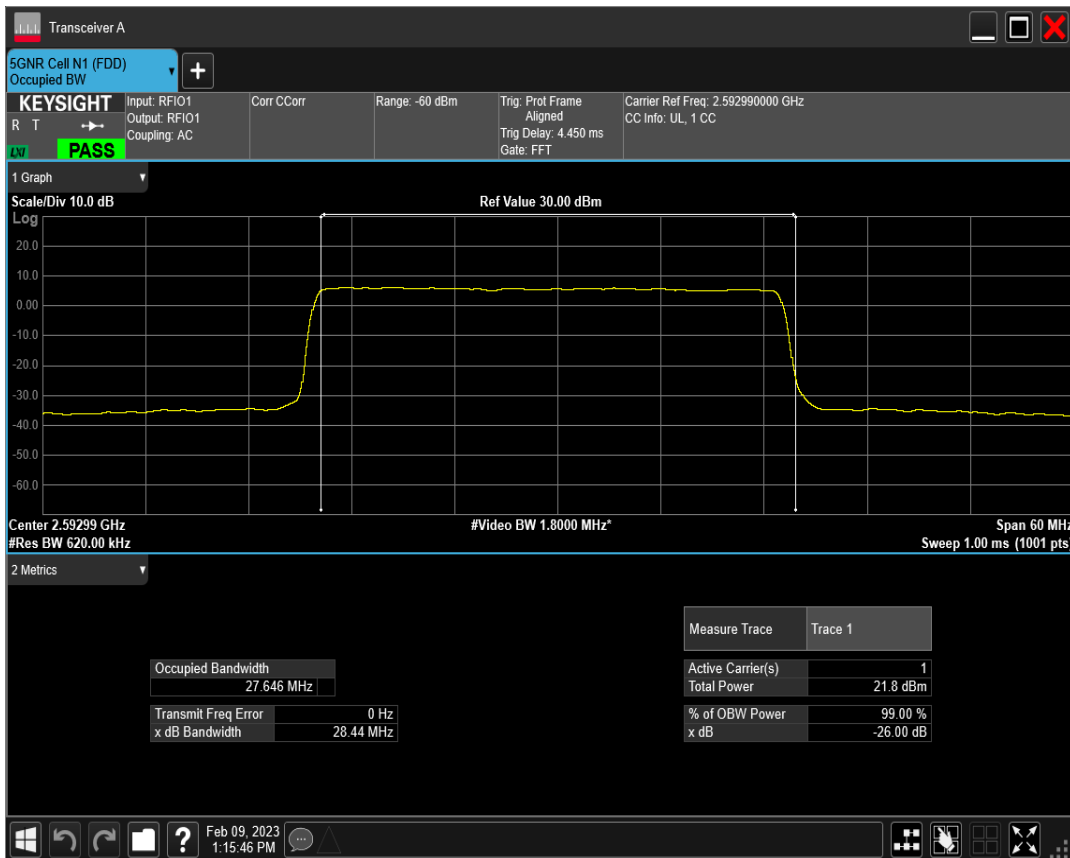 Transceiver A
5GNR Cell N1 (FDD)
Occupied BW
+
KEYSIGHT
R T
LXI
PASS
Input: RFIO1
Output: RFIO1
Coupling: AC
Corr CCorr
Range: -60 dBm
Trig: Prot Frame
Aligned
Trig Delay: 4.450 ms
Gate: FFT
Carrier Ref Freq: 2.592990000 GHz
CC Info: UL, 1 CC
1 Graph
Scale/Div 10.0 dB
Ref Value 30.00 dBm
Log
20.0
10.0
0.00
-10.0
-20.0
-30.0
-40.0
-50.0
-60.0
Center 2.59299 GHz
#Video BW 1.8000 MHz*
Span 60 MHz
#Res BW 620.00 kHz
Sweep 1.00 ms (1001 pts)
2 Metrics
Measure Trace Trace 1
Occupied Bandwidth
27.646 MHz
Active Carrier(s) 1
Total Power 21.8 dBm
Transmit Freq Error 0 Hz
x dB Bandwidth 28.44 MHz
% of OBW Power 99.00 %
x dB -26.00 dB
?
Feb 09, 2023
1:15:46 PM